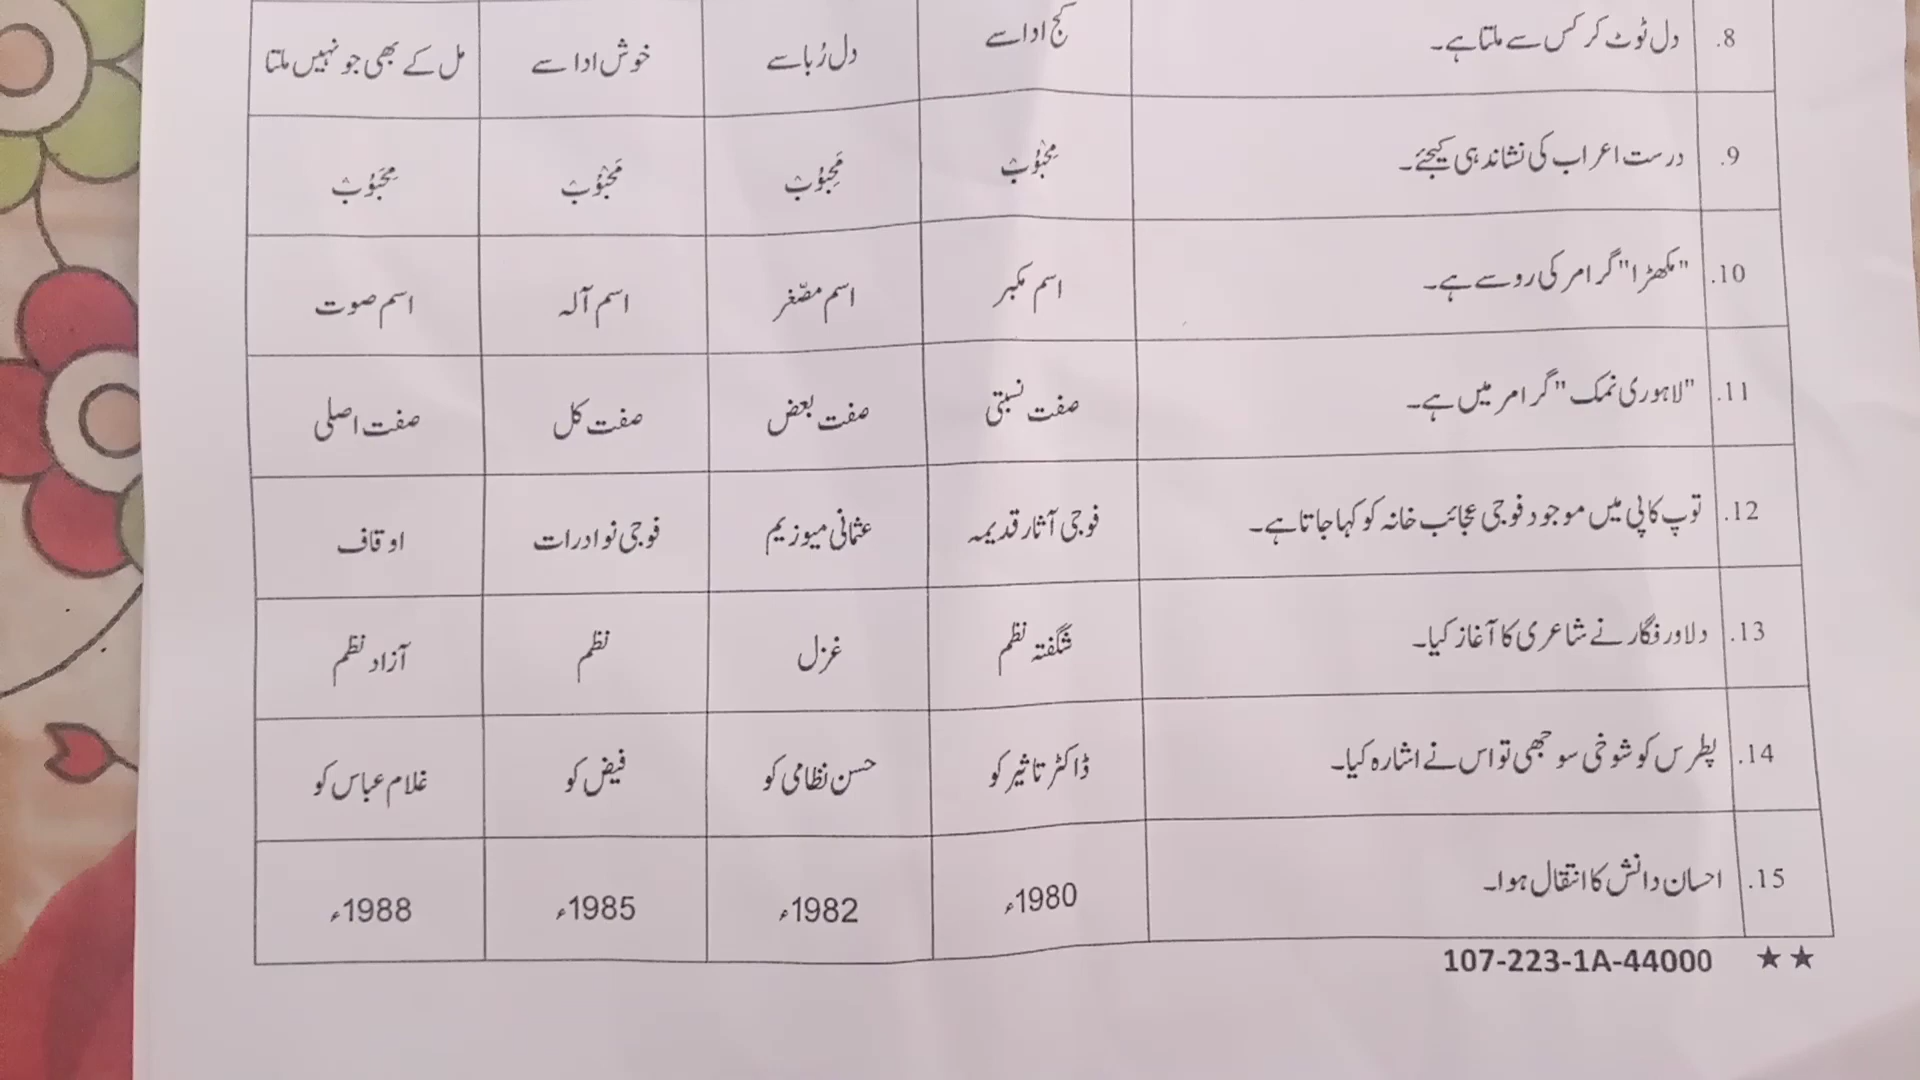 8. دل ٹوٹ کر کس سے ملتا ہے۔ کج ادا سے دل رُبا سے خوش ادا سے مل کے بھی جو نہیں ملتا
9. درست اعراب کی نشاندہی کیجئے۔
10. "مکھڑا" گرامر کی رو سے ہے۔ اسم مکبر اسم مصغّر اسم آلہ اسم صوت
11. "لاہوری نمک" گرامر میں ہے۔ صفت نسبتی صفت بعض صفت کل صفت اصلی
12. توپ کاپی میں موجود فوجی عجائب خانہ کو کہا جاتا ہے۔ فوجی آثار قدیمہ عثمانی میوزیم فوجی نوادرات اوقاف
13. دلاور فگار نے شاعری کا آغاز کیا۔ شگفتہ نظم غزل نظم آزاد نظم
14. پطرس کو شوخی سوجھی تو اس نے اشارہ کیا۔ ڈاکٹر تاثیر کو حسن نظامی کو فیض کو غلام عباس کو
15. احسان دانش کا انتقال ہوا۔ 1980ء 1982ء 1985ء 1988ء
107-223-1A-44000 ★★